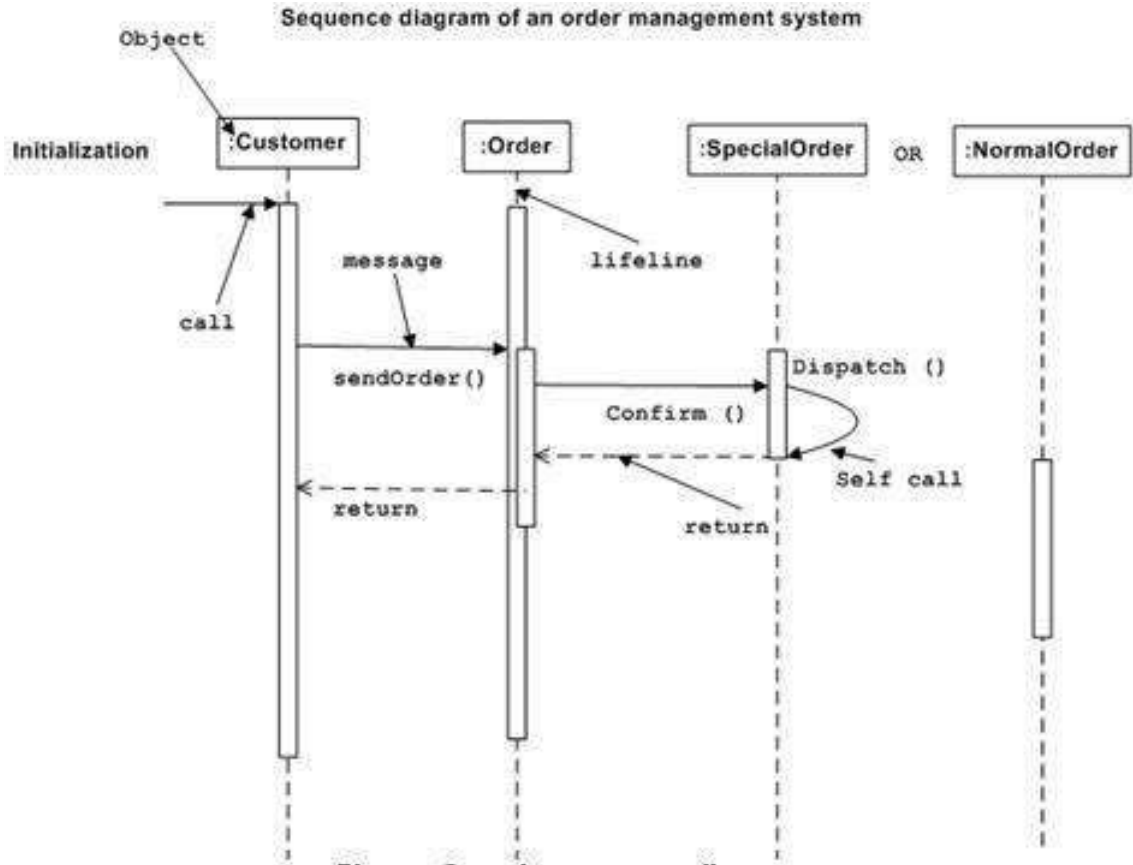 Sequence diagram of an order management system
Object
Initialization
:Customer
:Order
:SpecialOrder
OR
:NormalOrder
message
lifeline
call
sendOrder()
Dispatch ()
Confirm ()
Self call
return
return